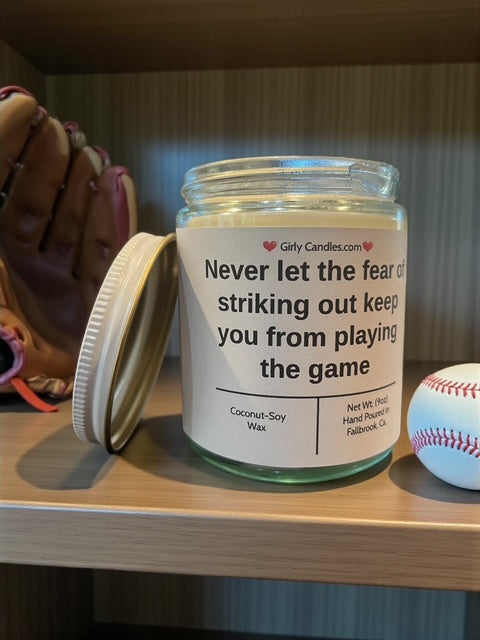 Girly Candles.com
Never let the fear of
striking out keep
you from playing
the game
Coconut-Soy
Wax
Net Wt. (9oz)
Hand Poured in
Fallbrook, Ca.